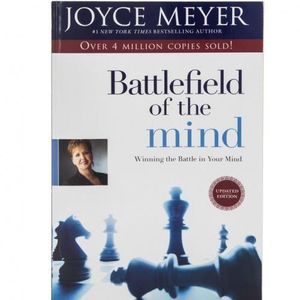 JOYCE MEYER
#1 NEW YORK TIMES BESTSELLING AUTHOR
OVER 4 MILLION COPIES SOLD!
Battlefield
of the
mind
Winning the Battle in Your Mind
UPDATED
EDITION